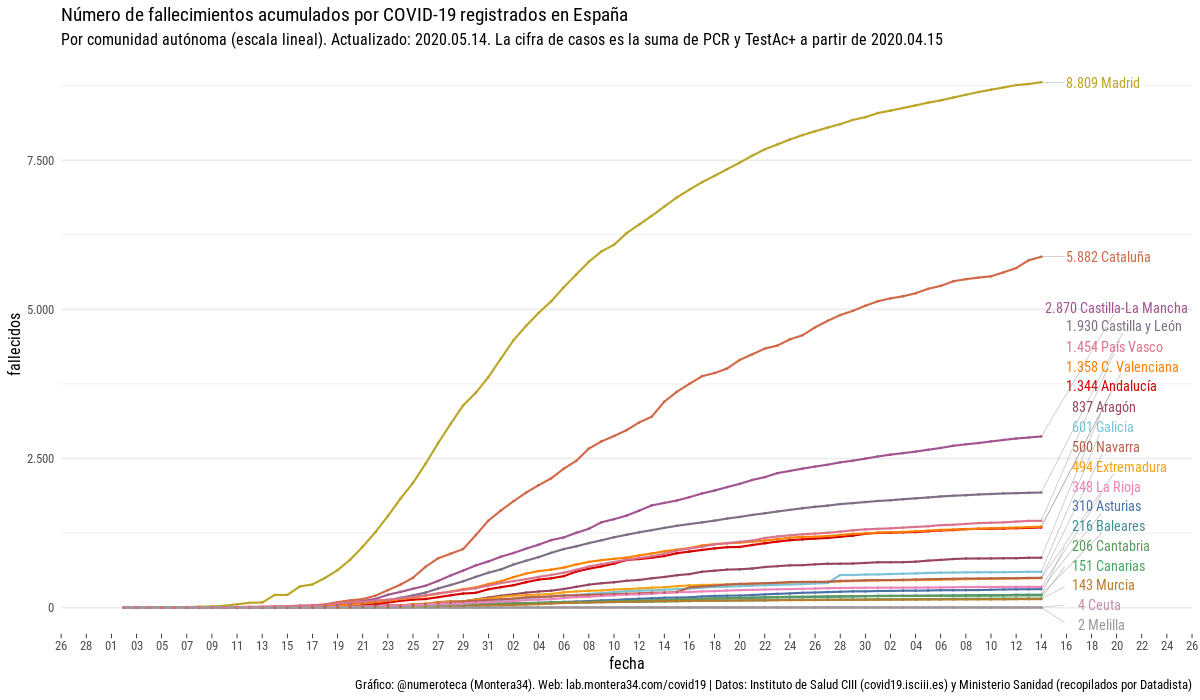 Número de fallecimientos acumulados por COVID-19 registrados en España
Por comunidad autónoma (escala lineal). Actualizado: 2020.05.14. La cifra de casos es la suma de PCR y TestAc+ a partir de 2020.04.15
fallecidos
7.500
5.000
2.500
0
8.809 Madrid
5.882 Cataluña
2.870 Castilla-La Mancha
1.930 Castilla y León
1.454 País Vasco
1.358 C. Valenciana
1.344 Andalucía
837 Aragón
601 Galicia
500 Navarra
494 Extremadura
348 La Rioja
310 Asturias
216 Baleares
206 Cantabria
151 Canarias
143 Murcia
4 Ceuta
2 Melilla
26 28 01 03 05 07 09 11 13 15 17 19 21 23 25 27 29 31 02 04 06 08 10 12 14 16 18 20 22 24 26 28 30 02 04 06 08 10 12 14 16 18 20 22 24 26
fecha
Gráfico: @numeroteca (Montera34). Web: lab.montera34.com/covid19 | Datos: Instituto de Salud CIII (covid19.isciii.es) y Ministerio Sanidad (recopilados por Datadista)